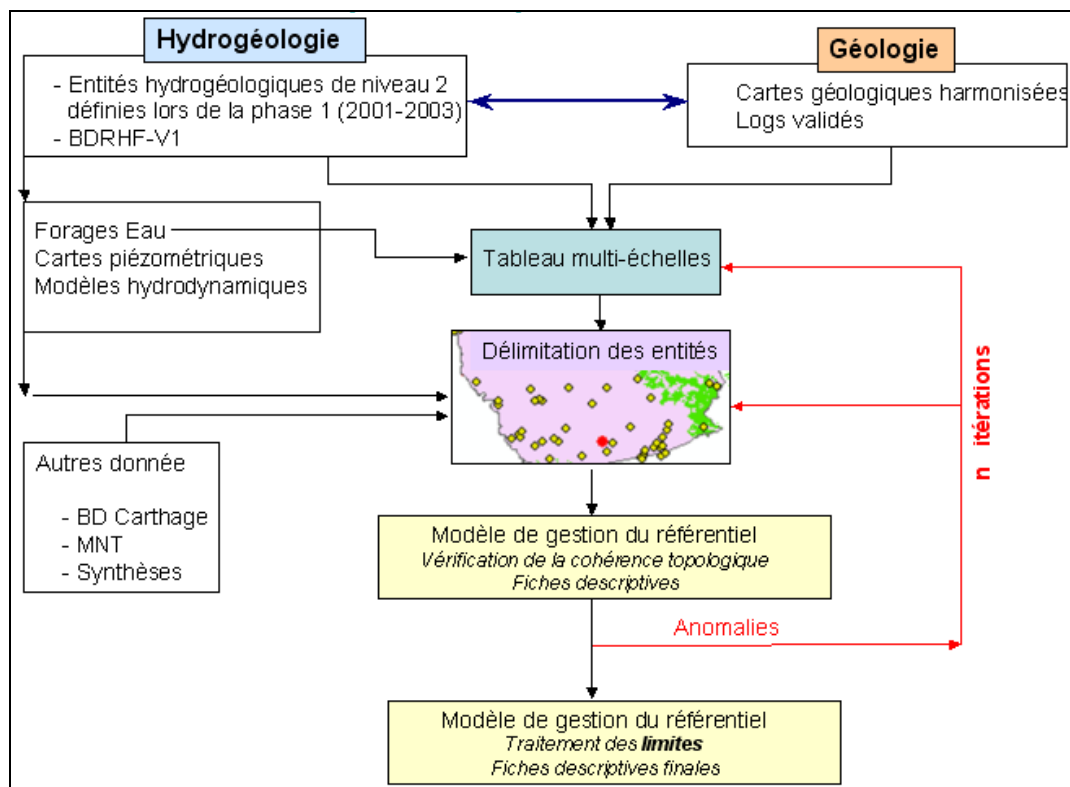 Hydrogéologie
- Entités hydrogéologiques de niveau 2
définies lors de la phase 1 (2001-2003)
- BDRHF-V1
Géologie
Cartes géologiques harmonisées
Logs validés
Forages Eau
Cartes piézométriques
Modèles hydrodynamiques
Tableau multi-échelles
Délimitation des entités
Autres donnée
- BD Carthage
- MNT
- Synthèses
n itérations
Modèle de gestion du référentiel
Vérification de la cohérence topologique
Fiches descriptives
Anomalies
Modèle de gestion du référentiel
Traitement des limites
Fiches descriptives finales